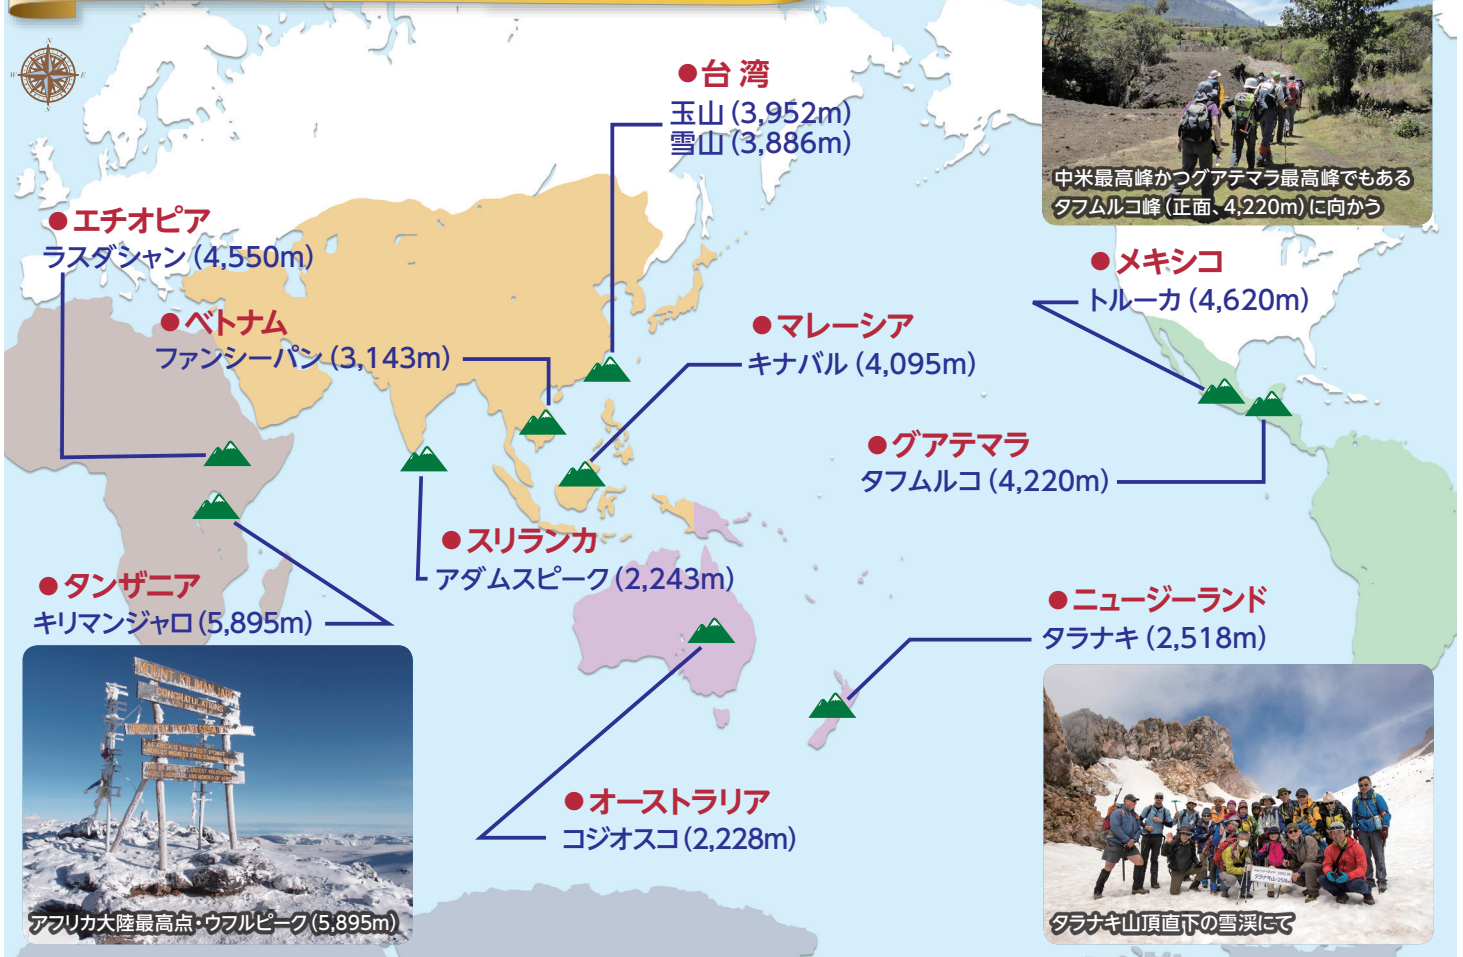 N
W
E
S
●台湾
玉山(3,952m)
雪山(3,886m)
中米最高峰かつグアテマラ最高峰でもある
タフムルコ峰(正面、4,220m)に向かう
●エチオピア
ラスダシャン(4,550m)
●メキシコ
トルーカ(4,620m)
●ベトナム
ファンシーパン(3,143m)
●マレーシア
キナバル(4,095m)
●グアテマラ
タフムルコ(4,220m)
●スリランカ
アダムスピーク(2,243m)
●タンザニア
キリマンジャロ(5,895m)
●ニュージーランド
タラナキ(2,518m)
MOUNT KILIMANJARO
CONGRATULATIONS
AFRICA'S HIGHEST POINT
アフリカ大陸最高点・ウフルピーク(5,895m)
●オーストラリア
コジオスコ(2,228m)
タラナキ山頂直下の雪渓にて